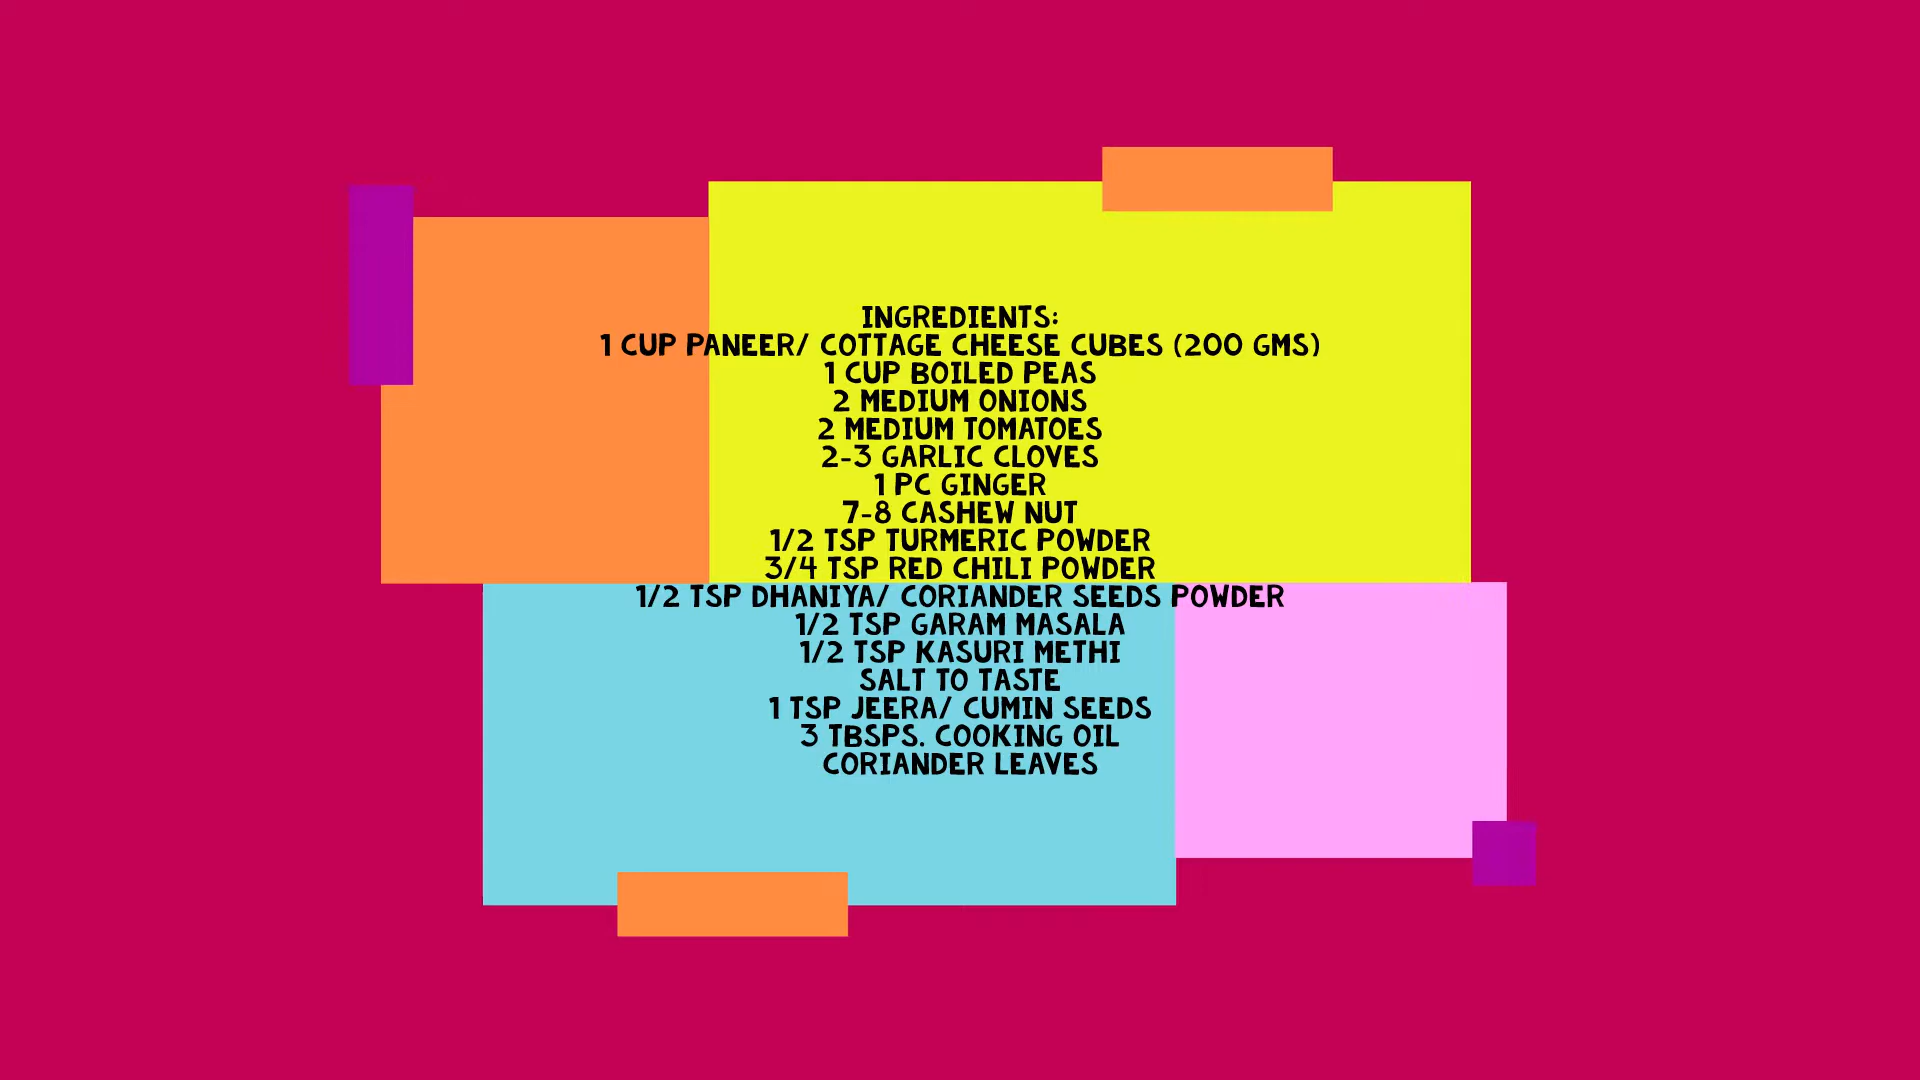 INGREDIENTS:
1 CUP PANEER/ COTTAGE CHEESE CUBES (200 GMS)
1 CUP BOILED PEAS
2 MEDIUM ONIONS
2 MEDIUM TOMATOES
2-3 GARLIC CLOVES
1 PC GINGER
7-8 CASHEW NUT
1/2 TSP TURMERIC POWDER
3/4 TSP RED CHILI POWDER
1/2 TSP DHANIYA/ CORIANDER SEEDS POWDER
1/2 TSP GARAM MASALA
1/2 TSP KASURI METHI
SALT TO TASTE
1 TSP JEERA/ CUMIN SEEDS
3 TBSPS. COOKING OIL
CORIANDER LEAVES